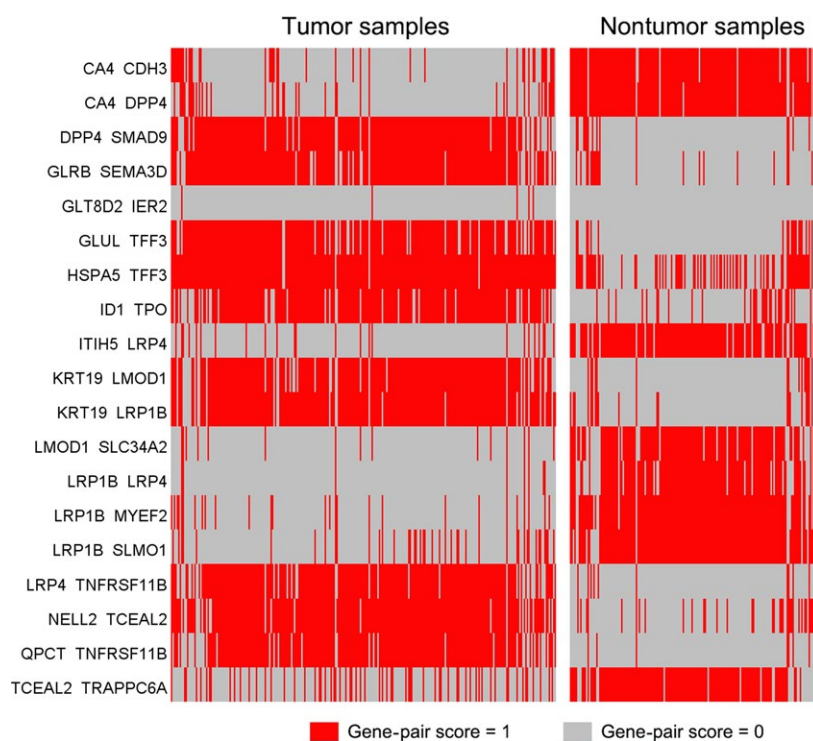 Tumor samples Nontumor samples
CA4 CDH3
CA4 DPP4
DPP4 SMAD9
GLRB SEMA3D
GLT8D2 IER2
GLUL TFF3
HSPA5 TFF3
ID1 TPO
ITIH5 LRP4
KRT19 LMOD1
KRT19 LRP1B
LMOD1 SLC34A2
LRP1B LRP4
LRP1B MYEF2
LRP1B SLMO1
LRP4 TNFRSF11B
NELL2 TCEAL2
QPCT TNFRSF11B
TCEAL2 TRAPPC6A
Gene-pair score = 1 Gene-pair score = 0